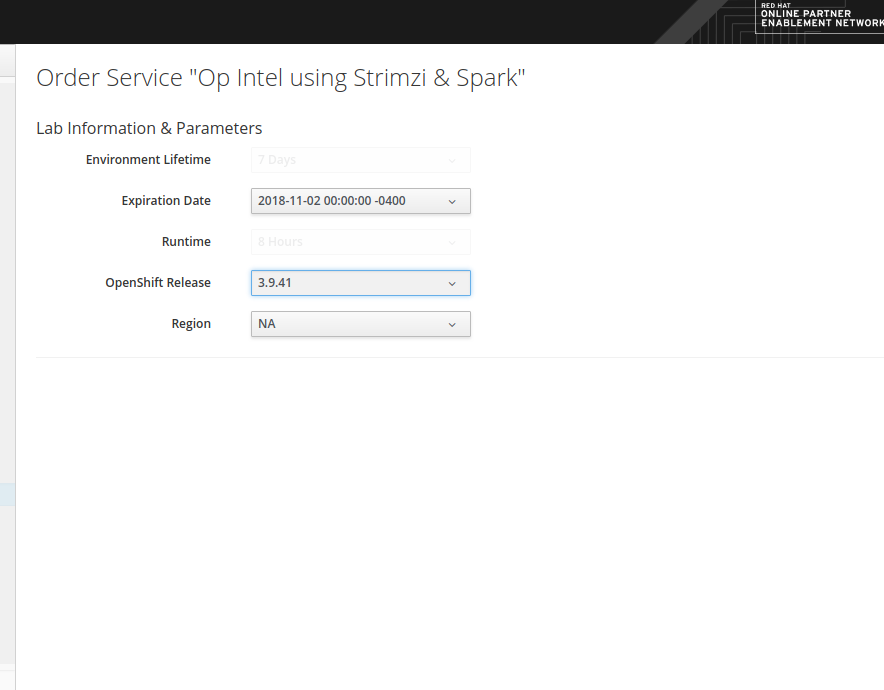 RED HAT
ONLINE PARTNER
ENABLEMENT NETWORK
Order Service "Op Intel using Strimzi & Spark"
Lab Information & Parameters
Environment Lifetime 7 Days
Expiration Date 2018-11-02 00:00:00 -0400
Runtime 8 Hours
OpenShift Release 3.9.41
Region NA